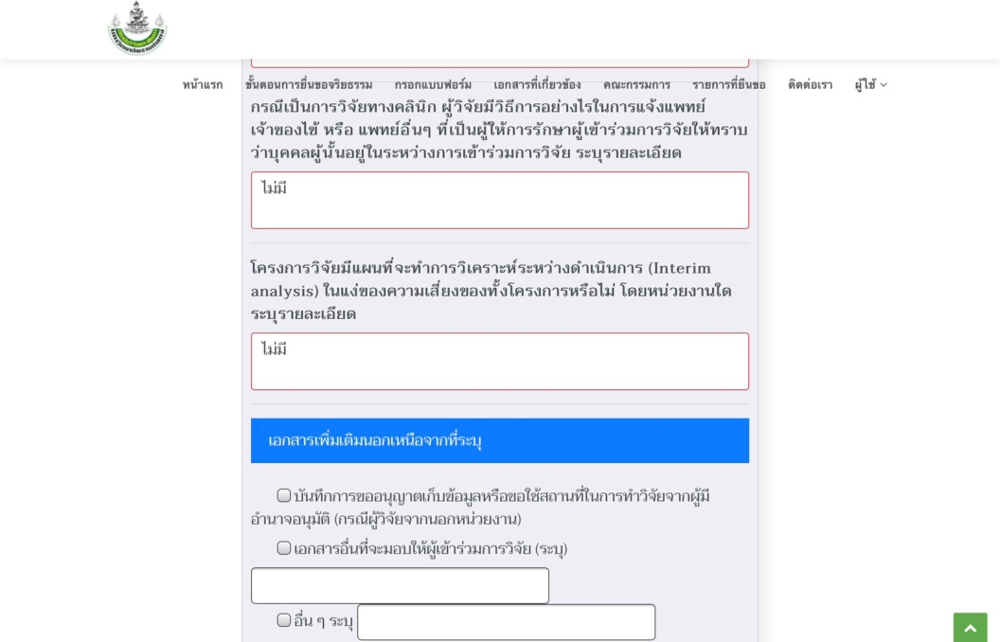 หน้าแรก ขั้นตอนการยื่นขอจริยธรรม กรอกแบบฟอร์ม เอกสารที่เกี่ยวข้อง คณะกรรมการ รายการที่ยื่นขอ ติดต่อเรา ผู้ใช้
กรณีเป็นการวิจัยทางคลินิก ผู้วิจัยมีวิธีการอย่างไรในการแจ้งแพทย์
เจ้าของไข้ หรือ แพทย์อื่นๆ ที่เป็นผู้ให้การรักษาผู้เข้าร่วมการวิจัยให้ทราบ
ว่าบุคคลผู้นั้นอยู่ในระหว่างการเข้าร่วมการวิจัย ระบุรายละเอียด
ไม่มี
โครงการวิจัยมีแผนที่จะทำการวิเคราะห์ระหว่างดำเนินการ (Interim
analysis) ในแง่ของความเสี่ยงของทั้งโครงการหรือไม่ โดยหน่วยงานใด
ระบุรายละเอียด
ไม่มี
เอกสารเพิ่มเติมนอกเหนือจากที่ระบุ
บันทึกการขออนุญาตเก็บข้อมูลหรือขอใช้สถานที่ในการทำวิจัยจากผู้มี
อำนาจอนุมัติ (กรณีผู้วิจัยจากนอกหน่วยงาน)
เอกสารอื่นที่จะมอบให้ผู้เข้าร่วมการวิจัย (ระบุ)
อื่น ๆ ระบุ